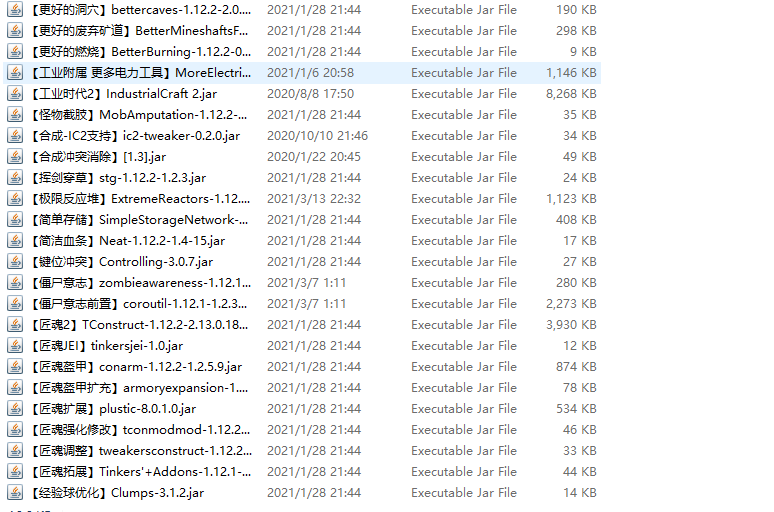 【更好的洞穴】bettercaves-1.12.2-2.0.... 2021/1/28 21:44 Executable Jar File 190 KB
【更好的废弃矿道】BetterMineshaftsF... 2021/1/28 21:44 Executable Jar File 298 KB
【更好的燃烧】BetterBurning-1.12.2-0... 2021/1/28 21:44 Executable Jar File 9 KB
【工业附属 更多电力工具】MoreElectri... 2021/1/6 20:58 Executable Jar File 1,146 KB
【工业时代2】IndustrialCraft 2.jar 2020/8/8 17:50 Executable Jar File 8,268 KB
【怪物截胶】MobAmputation-1.12.2-... 2021/1/28 21:44 Executable Jar File 35 KB
【合成-IC2支持】ic2-tweaker-0.2.0.jar 2020/10/10 21:46 Executable Jar File 34 KB
【合成冲突消除】[1.3].jar 2020/1/22 20:45 Executable Jar File 49 KB
【挥剑穿草】stg-1.12.2-1.2.3.jar 2021/1/28 21:44 Executable Jar File 24 KB
【极限反应堆】ExtremeReactors-1.12.... 2021/3/13 22:32 Executable Jar File 1,123 KB
【简单存储】SimpleStorageNetwork-... 2021/1/28 21:44 Executable Jar File 408 KB
【简洁血条】Neat-1.12.2-1.4-15.jar 2021/1/28 21:44 Executable Jar File 17 KB
【键位冲突】Controlling-3.0.7.jar 2021/1/28 21:44 Executable Jar File 27 KB
【僵尸意志】zombieawareness-1.12.1... 2021/3/7 1:11 Executable Jar File 280 KB
【僵尸意志前置】coroutil-1.12.1-1.2.3... 2021/3/7 1:11 Executable Jar File 2,273 KB
【匠魂2】TConstruct-1.12.2-2.13.0.18... 2021/1/28 21:44 Executable Jar File 3,930 KB
【匠魂JEI】tinkersjei-1.0.jar 2021/1/28 21:44 Executable Jar File 12 KB
【匠魂盔甲】conarm-1.12.2-1.2.5.9.jar 2021/1/28 21:44 Executable Jar File 874 KB
【匠魂盔甲扩充】armoryexpansion-1.... 2021/1/28 21:44 Executable Jar File 78 KB
【匠魂扩展】plustic-8.0.1.0.jar 2021/1/28 21:44 Executable Jar File 534 KB
【匠魂强化修改】tconmodmod-1.12.2... 2021/1/28 21:44 Executable Jar File 46 KB
【匠魂调整】tweakersconstruct-1.12.2... 2021/1/28 21:44 Executable Jar File 33 KB
【匠魂拓展】Tinkers'+Addons-1.12.1-... 2021/1/28 21:44 Executable Jar File 44 KB
【经验球优化】Clumps-3.1.2.jar 2021/1/28 21:44 Executable Jar File 14 KB